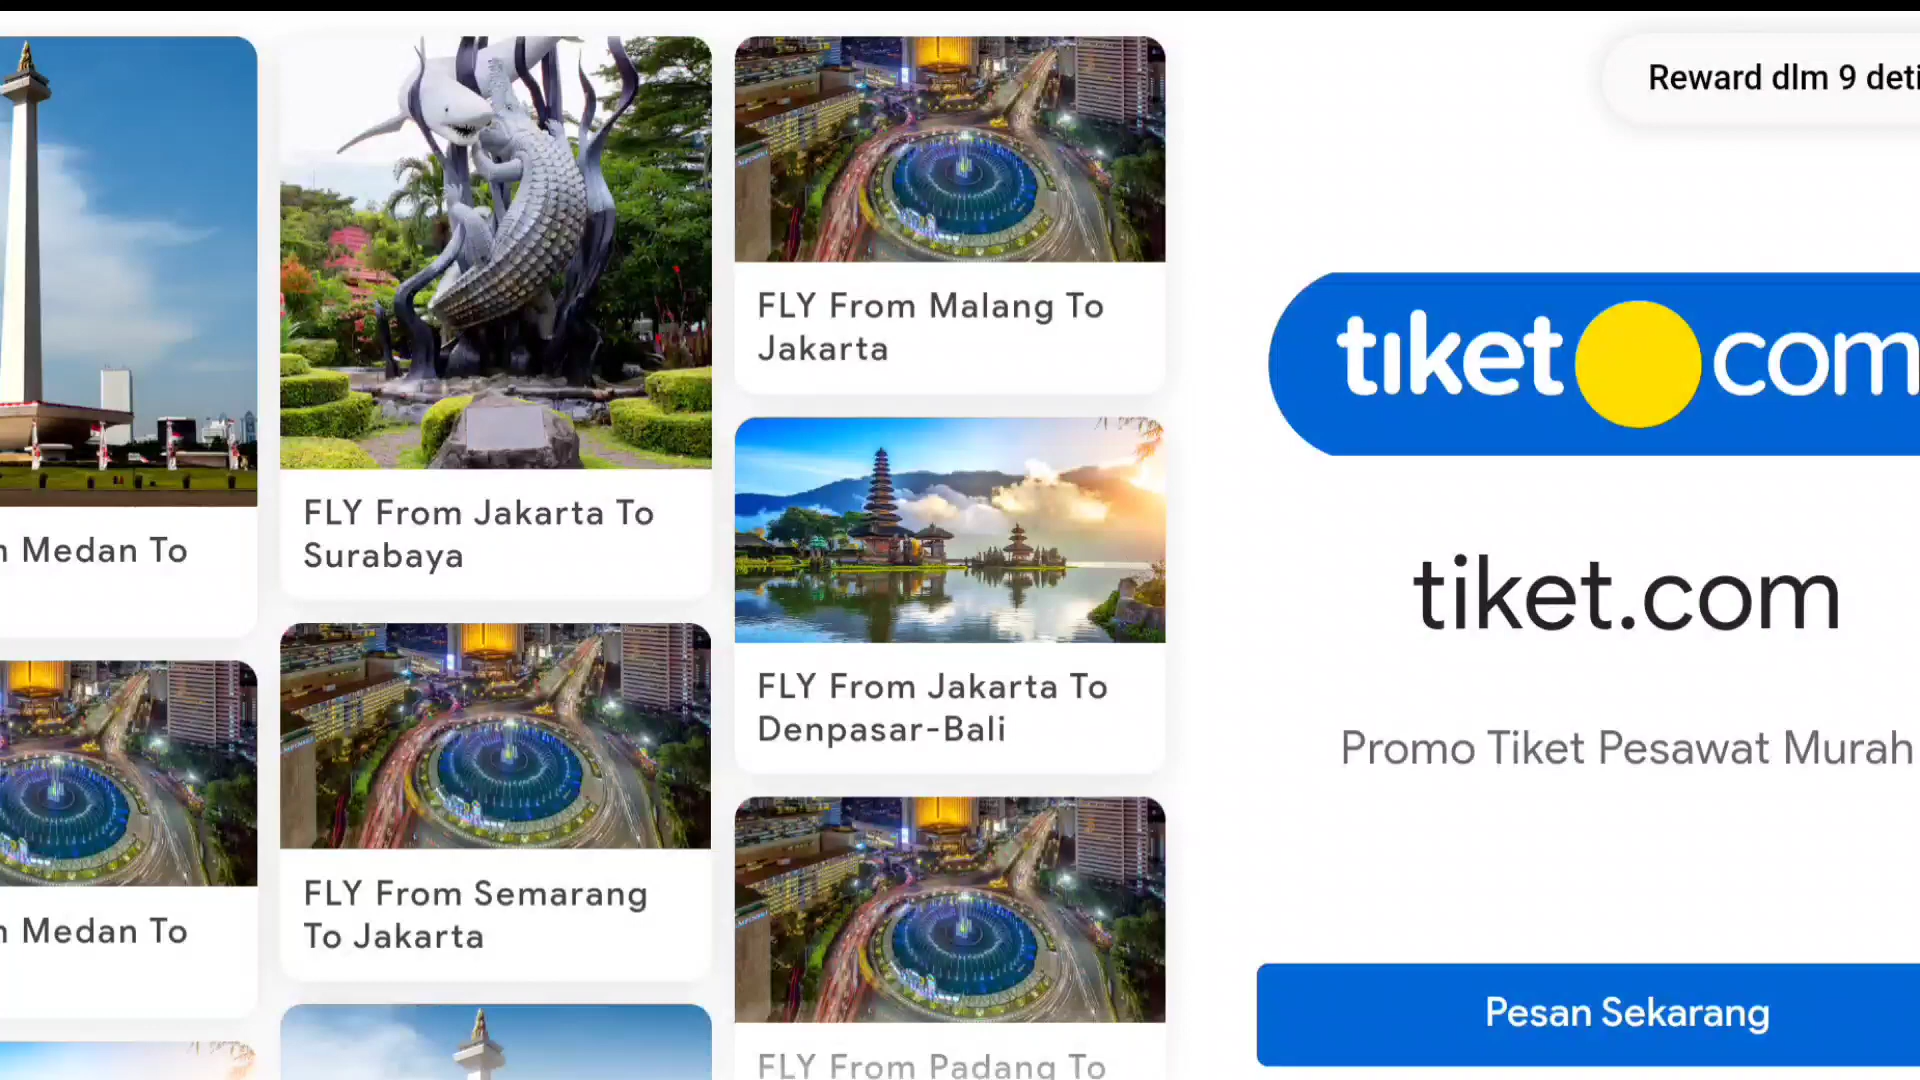 Medan To
Medan To
FLY From Jakarta To
Surabaya
FLY From Semarang
To Jakarta
FLY From Malang To
Jakarta
FLY From Jakarta To
Denpasar-Bali
FLY From Padang To
Reward dlm 9 deti
tiket com
tiket.com
Promo Tiket Pesawat Murah
Pesan Sekarang